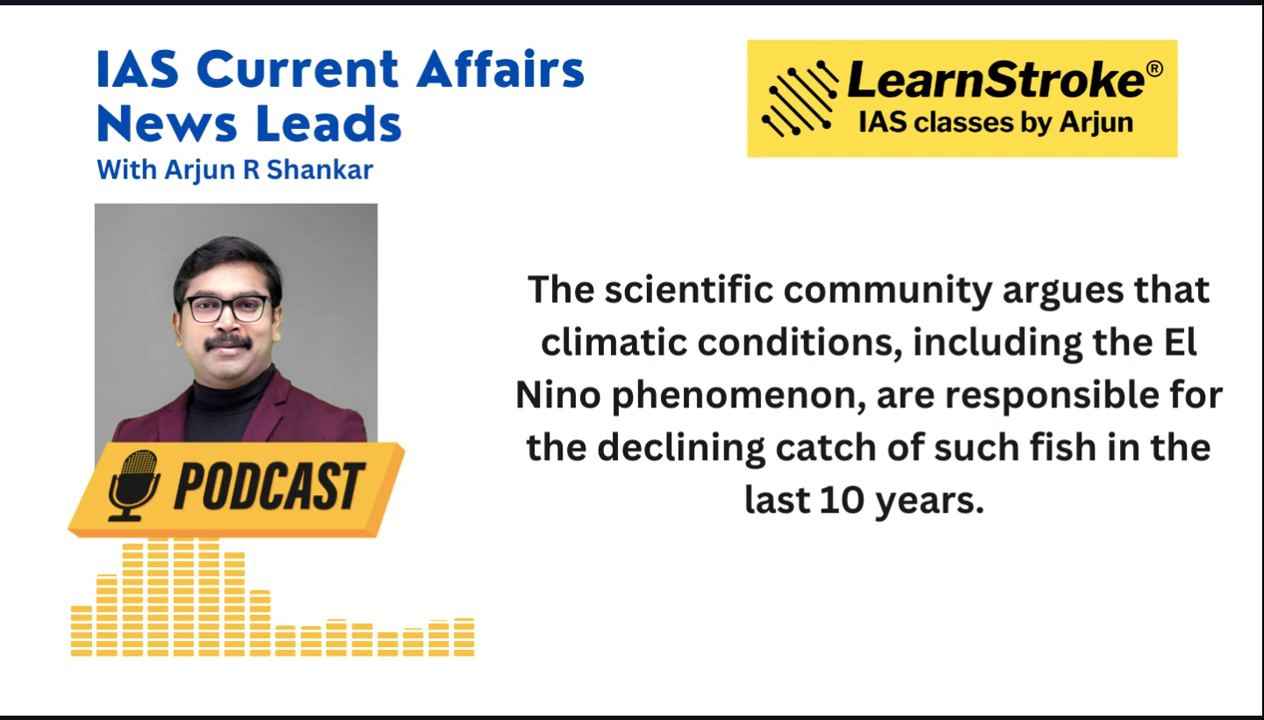 IAS Current Affairs
News Leads
With Arjun R Shankar
LearnStroke®
IAS classes by Arjun
The scientific community argues that
climatic conditions, including the El
Nino phenomenon, are responsible for
the declining catch of such fish in the
last 10 years.
PODCAST